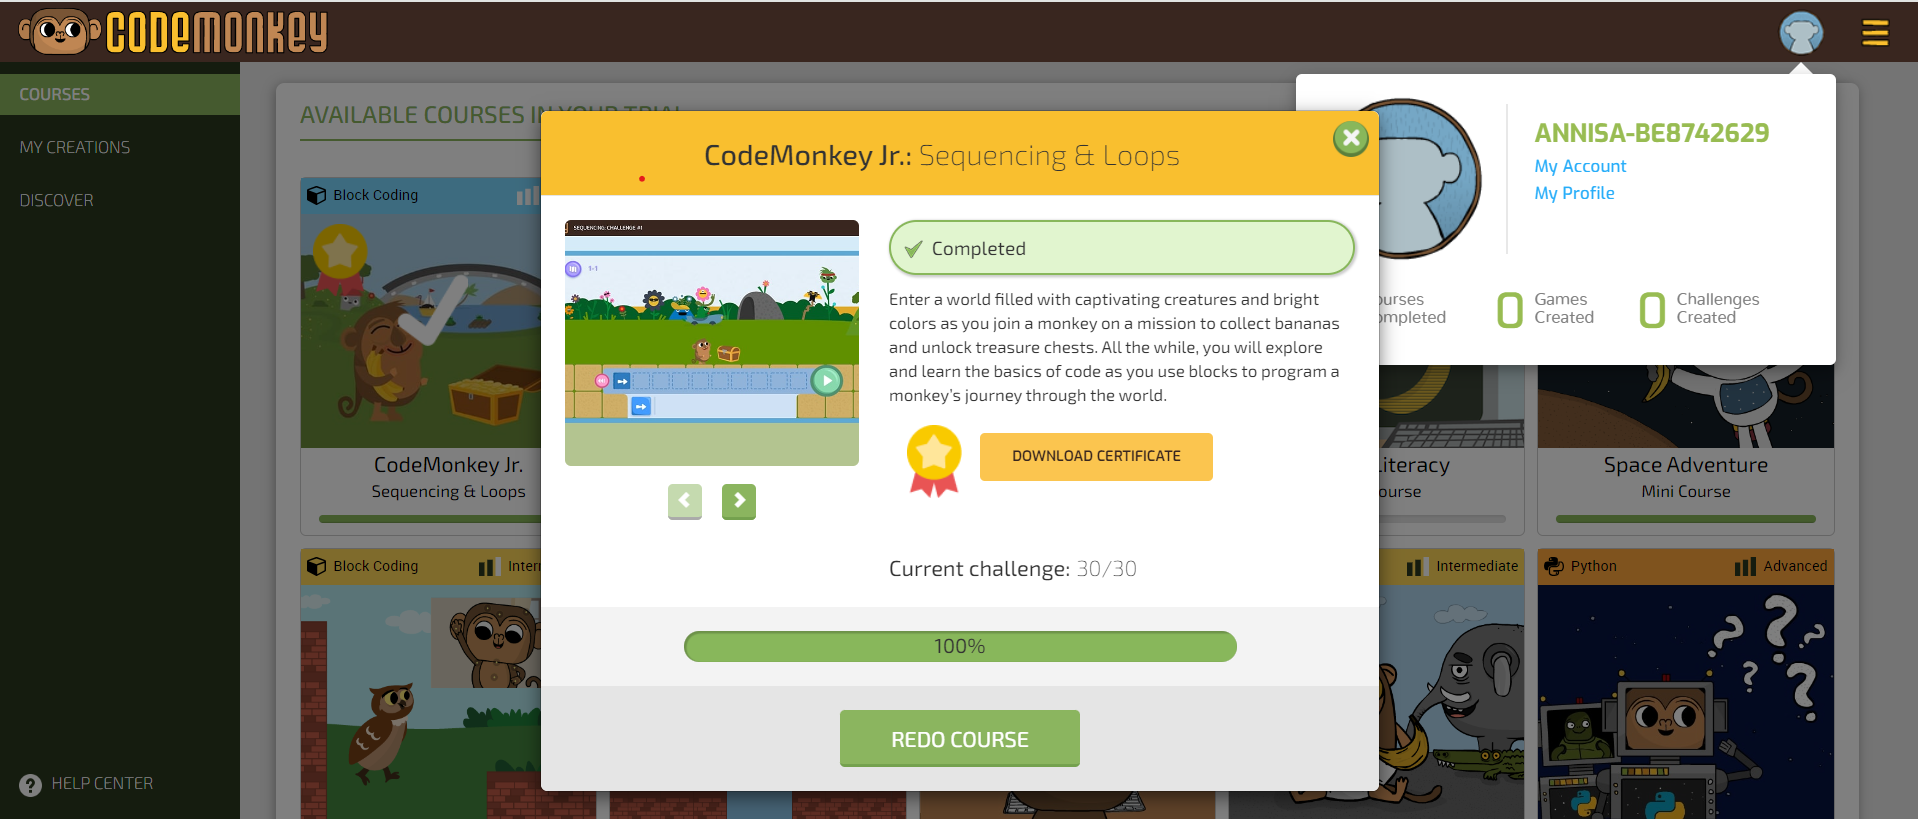 CODEMONKEY
COURSES
MY CREATIONS
DISCOVER
HELP CENTER
AVAILABLE COURSES IN YOUR TRIAL
ANNISA-BE8742629
My Account
My Profile
Games
Created
0
Challenges
Created
0
Block Coding
CodeMonkey Jr.
Sequencing & Loops
CodeMonkey Jr.: Sequencing & Loops
SEQUENCING: CHALLENGE #1
1-1
Completed
Enter a world filled with captivating creatures and bright
colors as you join a monkey on a mission to collect bananas
and unlock treasure chests. All the while, you will explore
and learn the basics of code as you use blocks to program a
monkey's journey through the world.
DOWNLOAD CERTIFICATE
Current challenge: 30/30
100%
REDO COURSE
Space Adventure
Mini Course
Block Coding
Intermediate
Python
Advanced